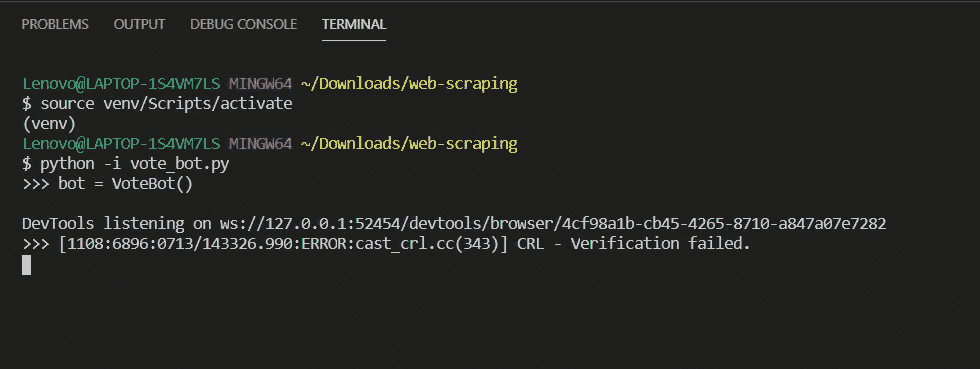 PROBLEMS OUTPUT DEBUG CONSOLE TERMINAL
Lenovo@LAPTOP-1S4VM7LS MINGW64 ~/Downloads/web-scraping
$ source venv/Scripts/activate
(venv)
Lenovo@LAPTOP-1S4VM7LS MINGW64 ~/Downloads/web-scraping
$ python -i vote_bot.py
>>> bot = VoteBot()
DevTools listening on ws://127.0.0.1:52454/devtools/browser/4cf98a1b-cb45-4265-8710-a847a07e7282
>>> [1108:6896:0713/143326.990:ERROR:cast_crl.cc(343)] CRL - Verification failed.